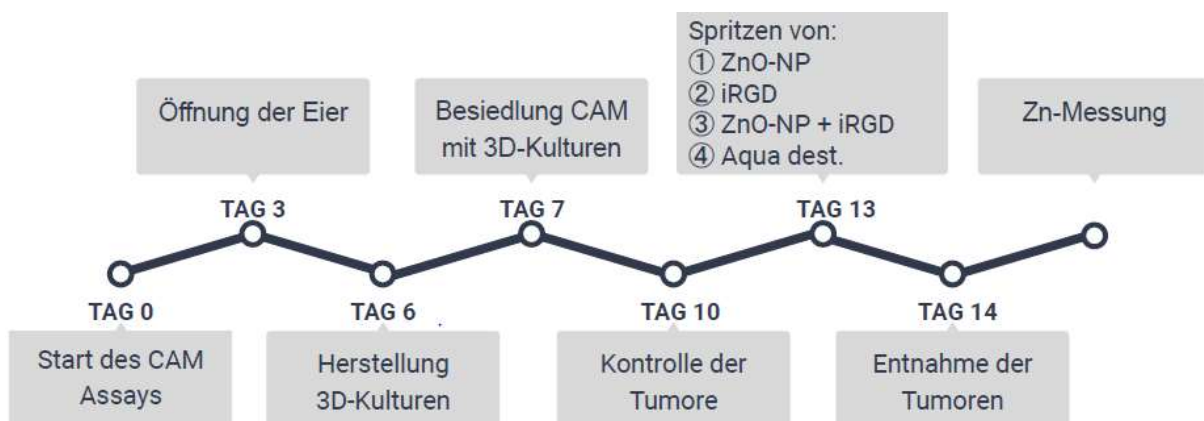 Spritzen von:
① ZnO-NP
② iRGD
③ ZnO-NP + iRGD
④ Aqua dest.
Öffnung der Eier
Besiedlung CAM
mit 3D-Kulturen
Zn-Messung
TAG 3
TAG 7
TAG 13
TAG 0
TAG 6
TAG 10
TAG 14
Start des CAM
Assays
Herstellung
3D-Kulturen
Kontrolle der
Tumore
Entnahme der
Tumoren